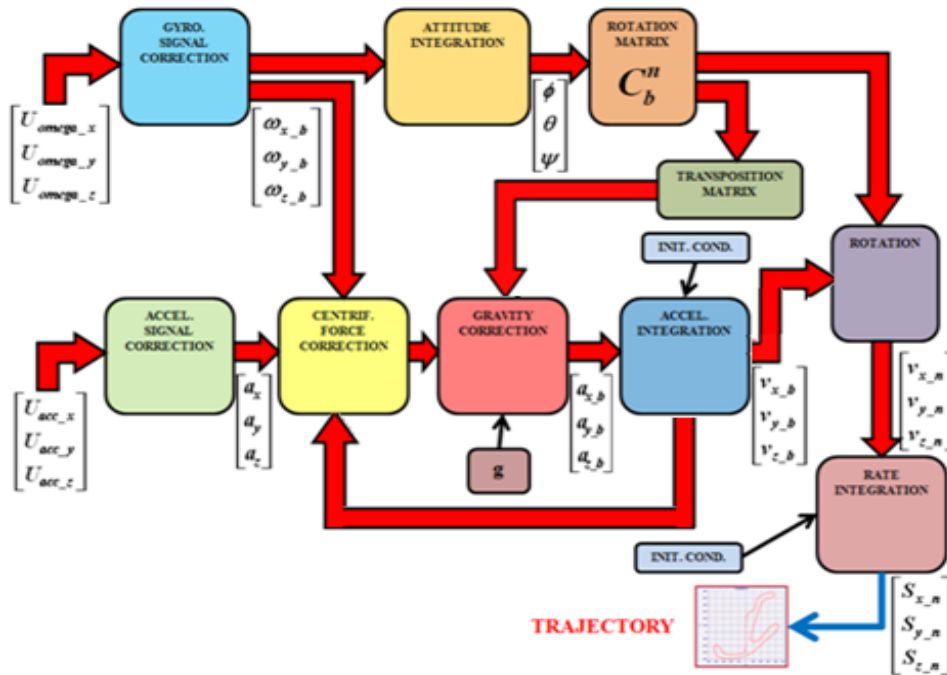 GYRO.
SIGNAL
CORRECTION
ATTITUDE
INTEGRATION
ROTATION
MATRIX
C_b^n
U_omega_x
U_omega_y
U_omega_z
ω_x_b
ω_y_b
ω_z_b
ϕ
θ
ψ
TRANSPOSITION
MATRIX
INIT. COND.
ROTATION
ACCEL.
SIGNAL
CORRECTION
CENTRIF.
FORCE
CORRECTION
GRAVITY
CORRECTION
ACCEL.
INTEGRATION
U_acc_x
U_acc_y
U_acc_z
a_x
a_y
a_z
a_x_b
a_y_b
a_z_b
v_x_b
v_y_b
v_z_b
v_x_n
v_y_n
v_z_n
g
RATE
INTEGRATION
INIT. COND.
TRAJECTORY
S_x_n
S_y_n
S_z_n